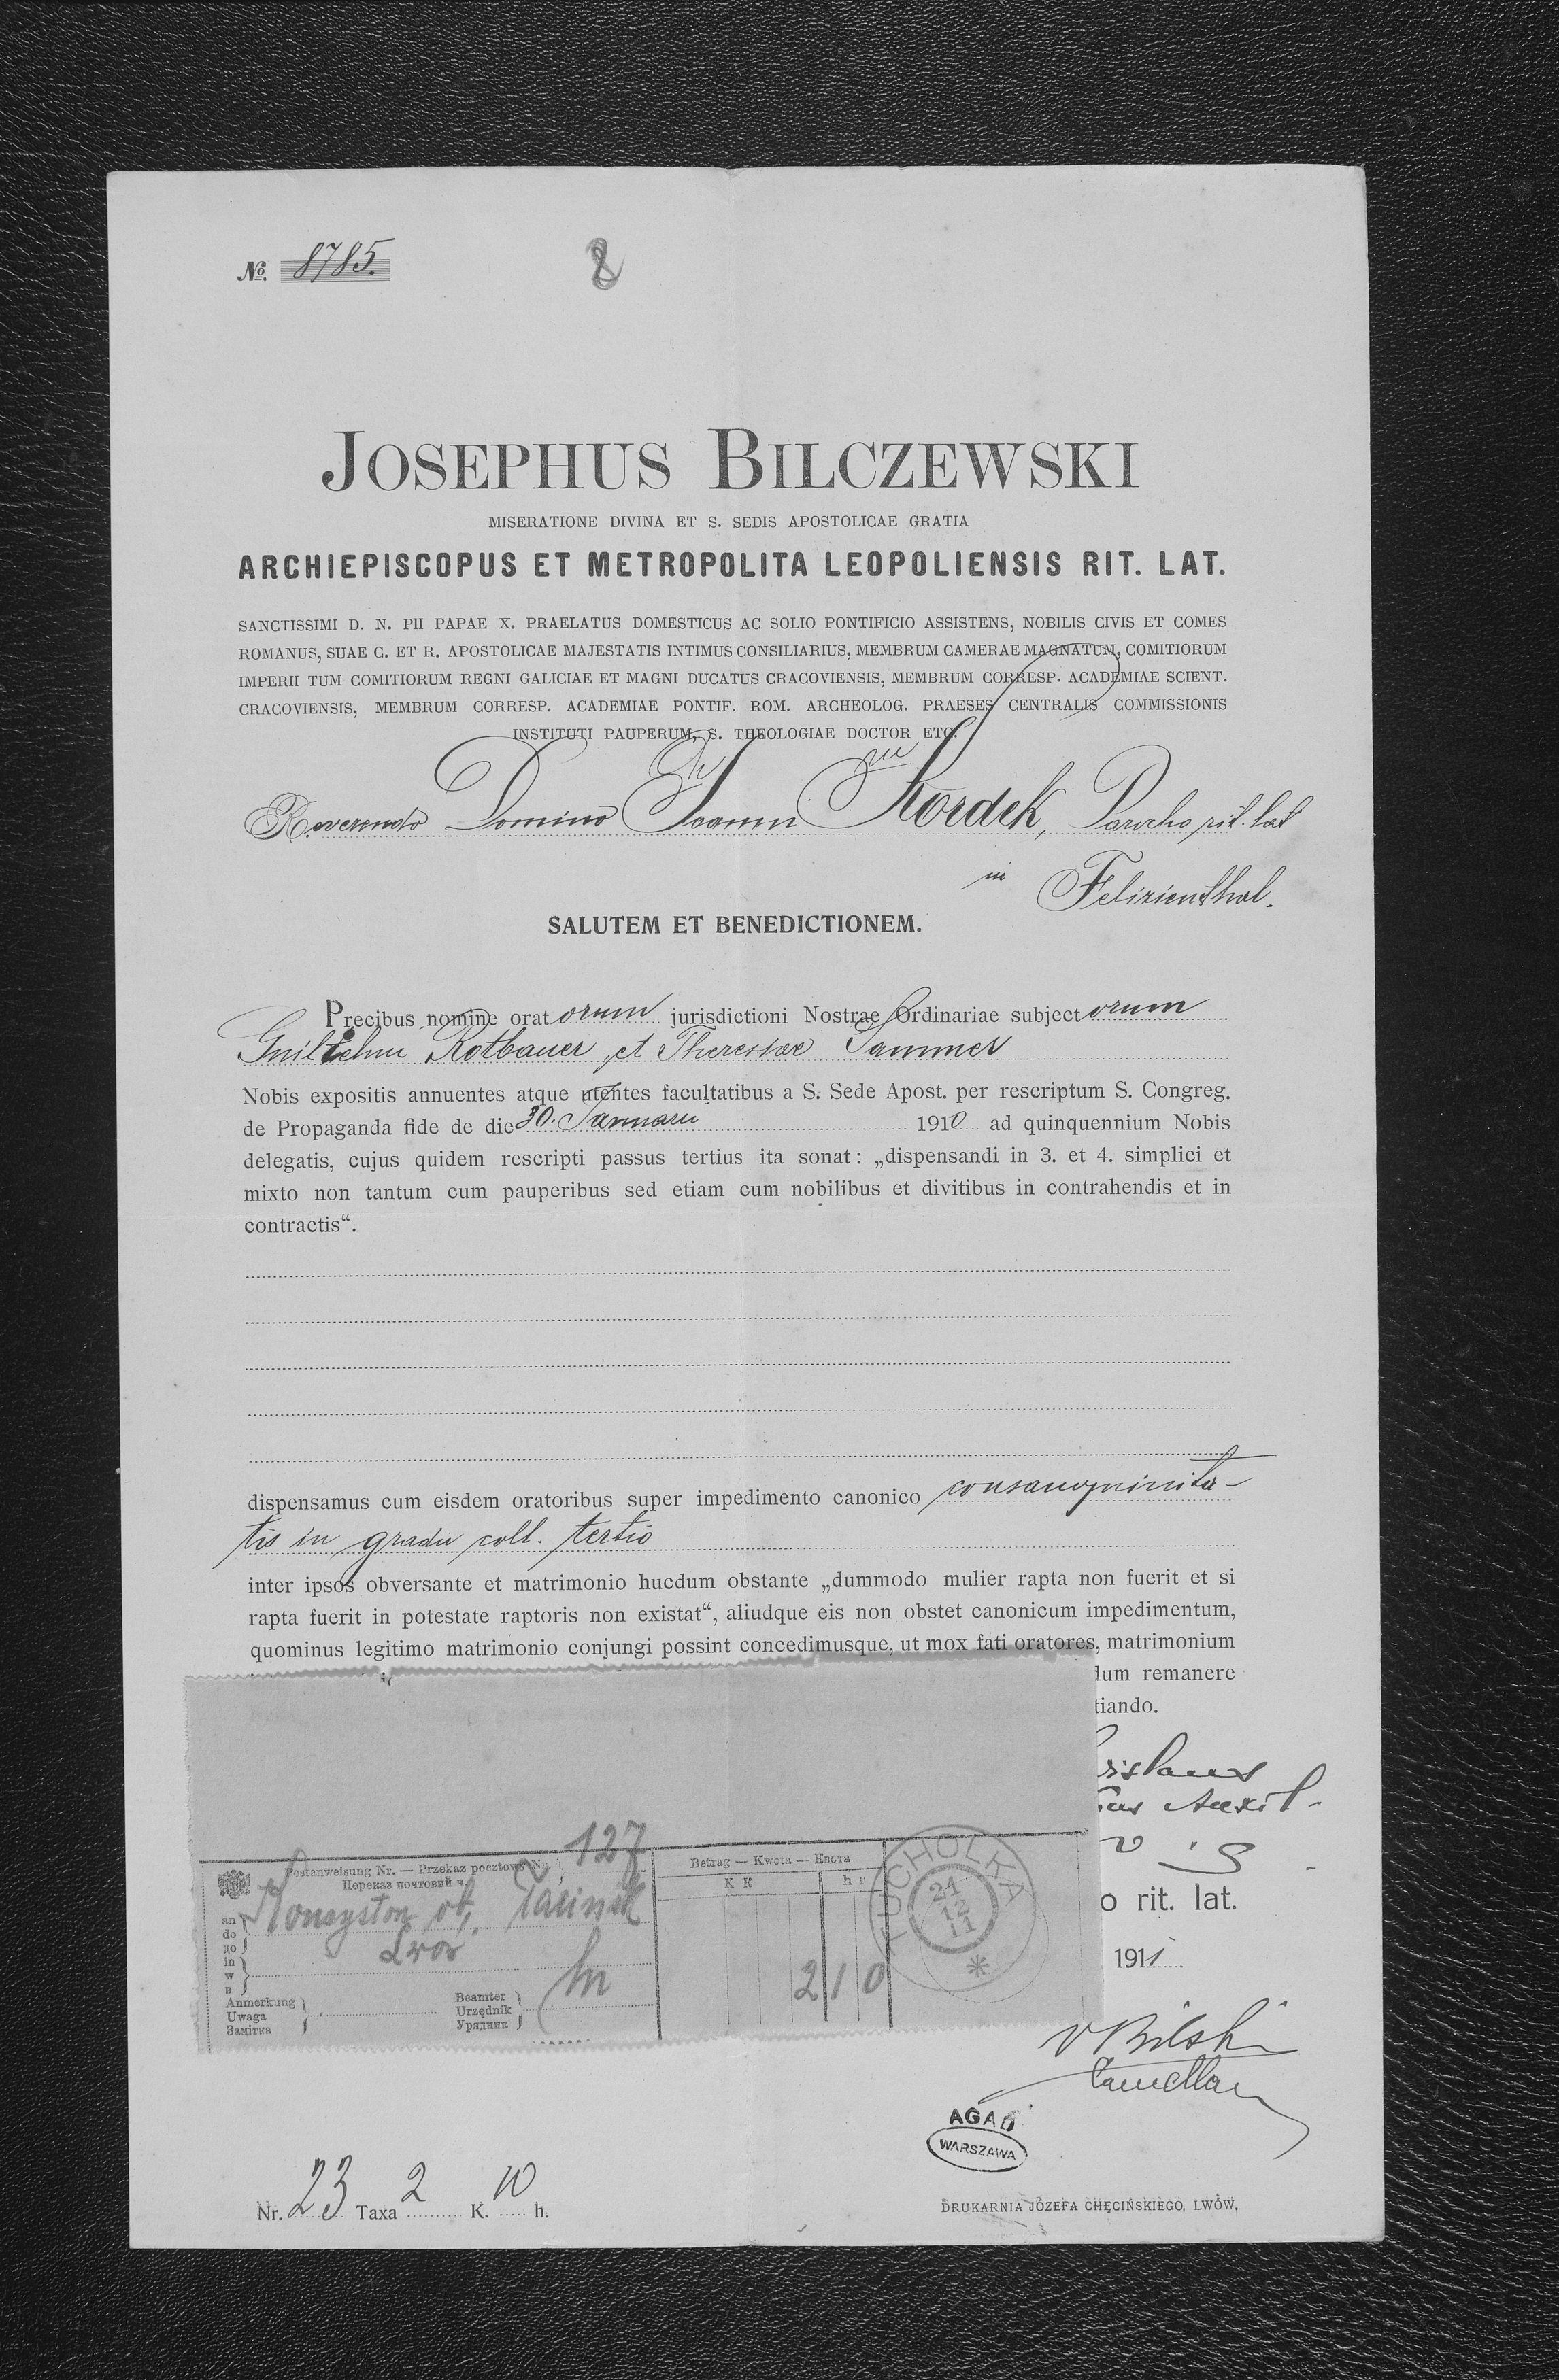 №. 8785.
8
JOSEPHUS BILCZEWSKI
MISERATIONE DIVINA ET S. SEDIS APOSTOLICAE GRATIA
ARCHIEPISCOPUS ET METROPOLITA LEOPOLIENSIS RIT. LAT.
SANCTISSIMI D. N. PII PAPAE X. PRAELATUS DOMESTICUS AC SOLIO PONTIFICIO ASSISTENS, NOBILIS CIVIS ET COMES
ROMANUS, SUAE C. ET R. APOSTOLICAE MAJESTATIS INTIMUS CONSILIARIUS, MEMBRUM CAMERAE MAGNATUM, COMITIORUM
IMPERII TUM COMITIORUM REGNI GALICIAE ET MAGNI DUCATUS CRACOVIENSIS, MEMBRUM CORRESP. ACADEMIAE SCIENT.
CRACOVIENSIS, MEMBRUM CORRESP. ACADEMIAE PONTIF. ROM. ARCHEOLOG. PRAESES CENTRALIS COMMISSIONIS
INSTITUTI PAUPERUM, S. THEOLOGIAE DOCTOR ETC.
Reverendo Domino Joanni Kordek, Parocho rit. lat
in Felizienthal.
SALUTEM ET BENEDICTIONEM.
Precibus nomine oratorum jurisdictioni Nostrae Ordinariae subjectorum
Guilielmi Rotbauer et Theresiae Tammer
Nobis expositis annuentes atque utentes facultatibus a S. Sede Apost. per rescriptum S. Congreg.
de Propaganda fide de die 30. Januarii 1910 ad quinquennium Nobis
delegatis, cujus quidem rescripti passus tertius ita sonat: „dispensandi in 3. et 4. simplici et
mixto non tantum cum pauperibus sed etiam cum nobilibus et divitibus in contrahendis et in
contractis“.
dispensamus cum eisdem oratoribus super impedimento canonico consanguinita-
tis in gradu coll. tertio
inter ipsos obversante et matrimonio hucdum obstante „dummodo mulier rapta non fuerit et si
rapta fuerit in potestate raptoris non existat“, aliudque eis non obstet canonicum impedimentum,
quominus legitimo matrimonio conjungi possint concedimusque, ut mox fati oratores, matrimonium
dum remanere
tiando.
Auxil-
o rit. lat.
1911
Postanweisung Nr. — Przekaz pocztowy Nr. 127
Переказ почтовий ч.
Betrag — Kwota — Квота
K К
h г
an
do
до
Lwów
in
w
в
Anmerkung
Uwaga
Замітка
Beamter
Urzędnik
Урядник
2 10
TUCHOLKA
21
12
11
AGAD
WARSZAWA
Nr. 23 Taxa 2 K. 10 h.
DRUKARNIA JÓZEFA CHĘCIŃSKIEGO, LWÓW.